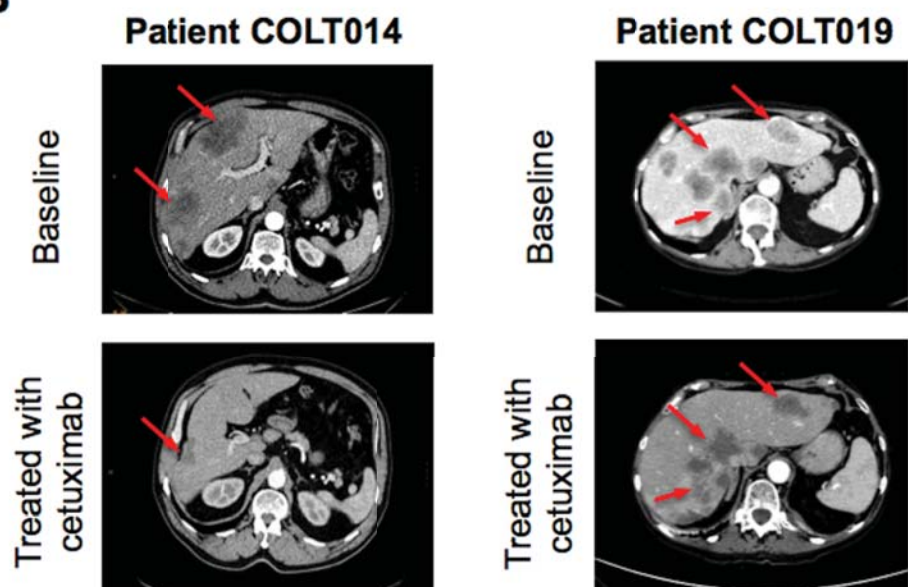 Patient COLT014
Patient COLT019
Baseline
Baseline
Treated with
cetuximab
Treated with
cetuximab